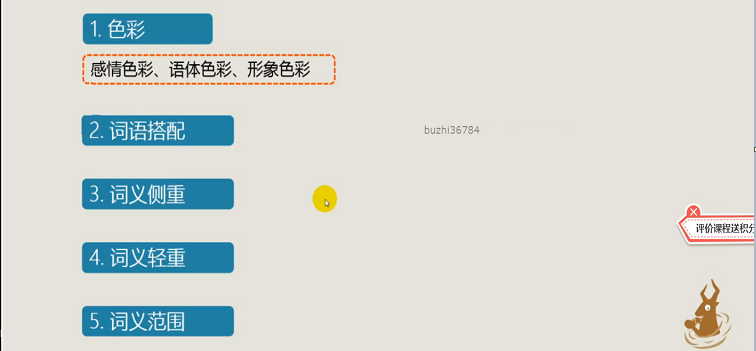 1. 色彩
感情色彩、语体色彩、形象色彩
2. 词语搭配
buzhi36784
3. 词义侧重
评价课程送积分
4. 词义轻重
5. 词义范围